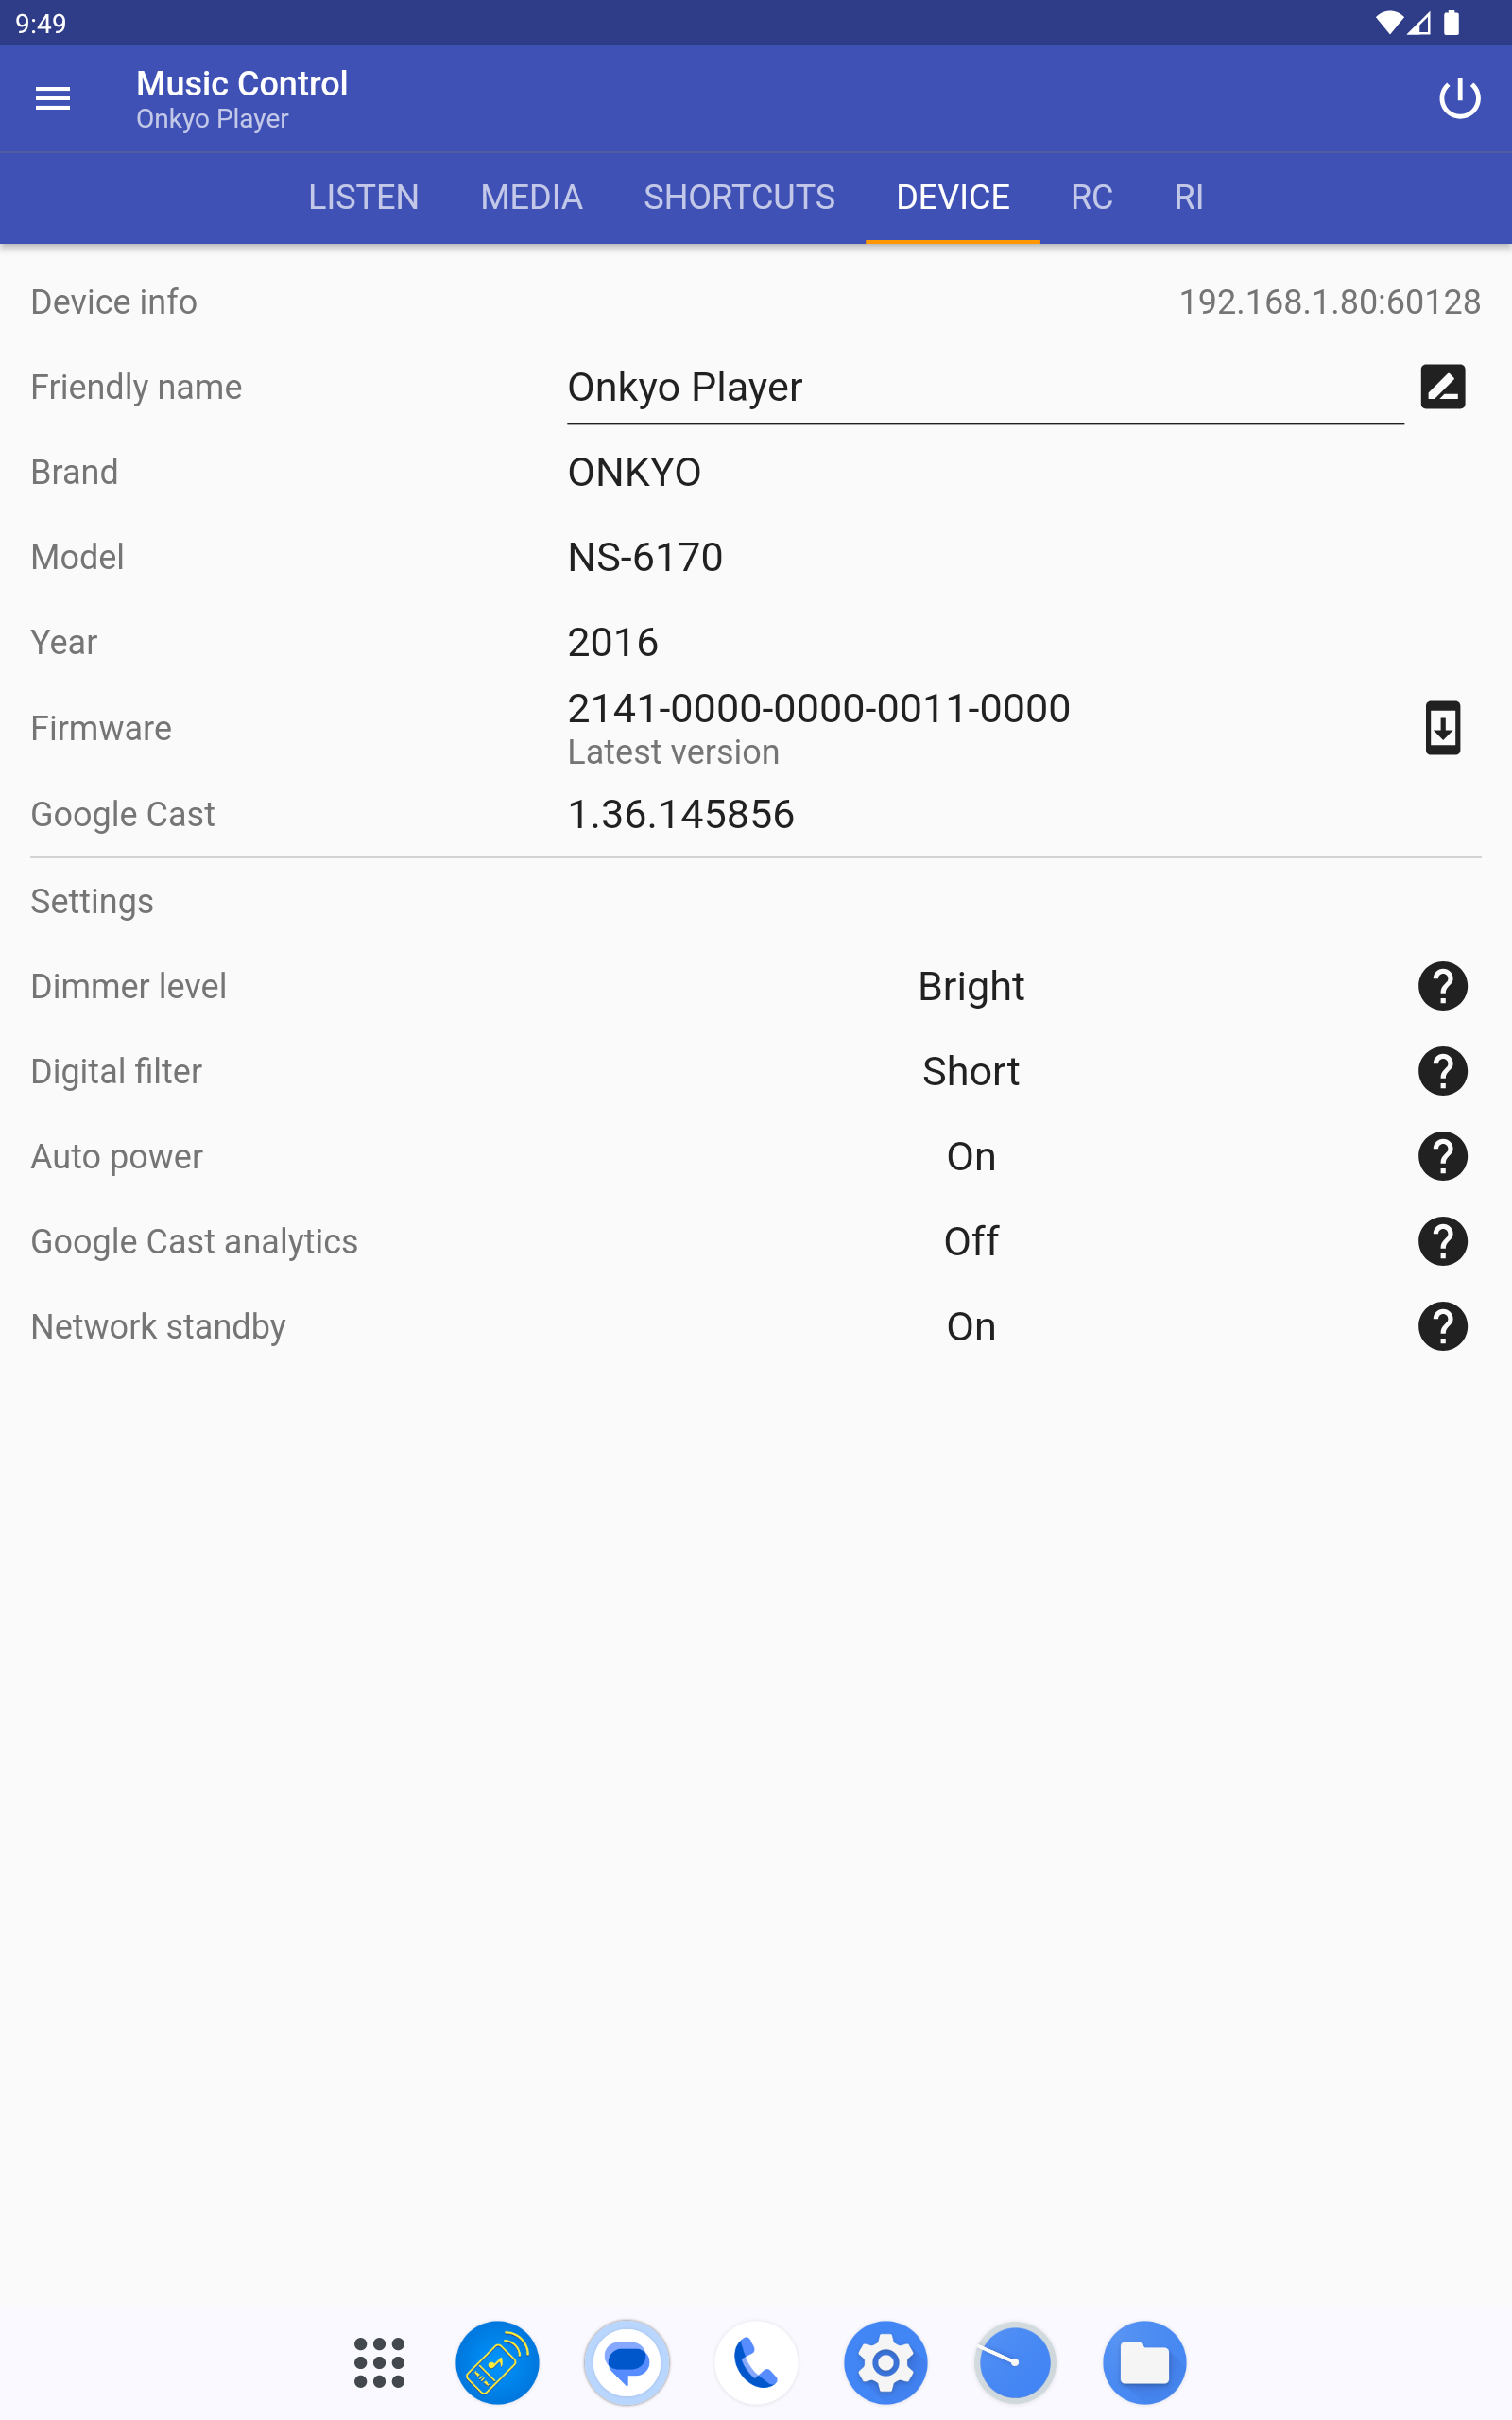 9:49
Music Control
Onkyo Player
LISTEN MEDIA SHORTCUTS DEVICE RC RI
Device info 192.168.1.80:60128
Friendly name Onkyo Player
Brand ONKYO
Model NS-6170
Year 2016
Firmware 2141-0000-0000-0011-0000
Latest version
Google Cast 1.36.145856
Settings
Dimmer level Bright
Digital filter Short
Auto power On
Google Cast analytics Off
Network standby On